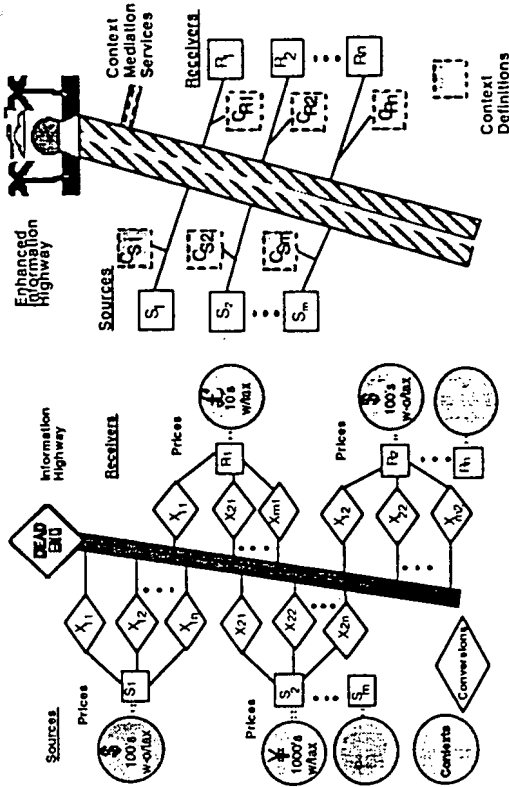 Information
Highway
DEAD
END
Sources
Receivers
Prices
$
100's
w-o/tax
S1
X11
X12
X1n
X11
X21
Xm1
R1
Prices
£
10's
w/tax
Prices
¥
1000's
w/tax
S2
Sm
X21
X22
X2n
X12
X22
Xm2
R2
Rn
Prices
$
100's
w-o/tax
Contexts
Conversions
Enhanced
Information
Highway
Context
Mediation
Services
Sources
Receivers
S1
S2
Sm
CS1
CS2
CSm
CR1
CR2
CRn
R1
R2
Rn
Context
Definitions